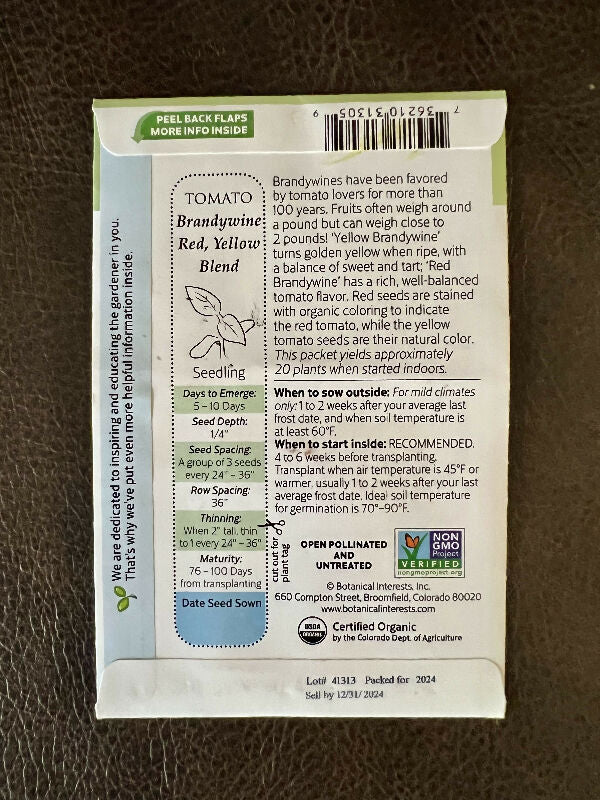 PEEL BACK FLAPS
MORE INFO INSIDE
7 36210 31305 9
We are dedicated to inspiring and educating the gardener in you.
That's why we've put even more helpful information inside.
TOMATO
Brandywine
Red, Yellow
Blend
Seedling
Days to Emerge:
5 – 10 Days
Seed Depth:
1/4"
Seed Spacing:
A group of 3 seeds
every 24" – 36"
Row Spacing:
36"
Thinning:
When 2" tall, thin
to 1 every 24" – 36"
Maturity:
76 – 100 Days
from transplanting
Date Seed Sown
cut out for
plant tag
Brandywines have been favored
by tomato lovers for more than
100 years. Fruits often weigh around
a pound but can weigh close to
2 pounds! 'Yellow Brandywine'
turns golden yellow when ripe, with
a balance of sweet and tart; 'Red
Brandywine' has a rich, well-balanced
tomato flavor. Red seeds are stained
with organic coloring to indicate
the red tomato, while the yellow
tomato seeds are their natural color.
This packet yields approximately
20 plants when started indoors.
When to sow outside: For mild climates
only: 1 to 2 weeks after your average last
frost date, and when soil temperature is
at least 60°F.
When to start inside: RECOMMENDED.
4 to 6 weeks before transplanting.
Transplant when air temperature is 45°F or
warmer, usually 1 to 2 weeks after your last
average frost date. Ideal soil temperature
for germination is 70°–90°F.
OPEN POLLINATED
AND
UNTREATED
NON
GMO
Project
VERIFIED
nongmoproject.org
© Botanical Interests, Inc.
660 Compton Street, Broomfield, Colorado 80020
www.botanicalinterests.com
USDA
ORGANIC
Certified Organic
by the Colorado Dept. of Agriculture
Lot# 41313 Packed for 2024
Sell by 12/31/2024